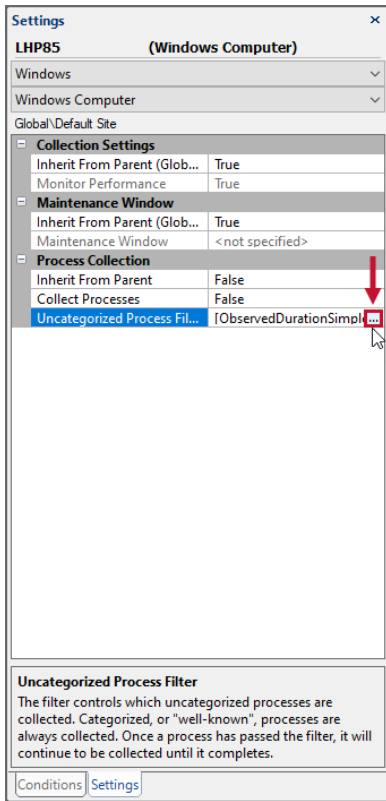 Settings ×
LHP85 (Windows Computer)
Windows
Windows Computer
Global\Default Site
Collection Settings
Inherit From Parent (Glob... True
Monitor Performance True
Maintenance Window
Inherit From Parent (Glob... True
Maintenance Window <not specified>
Process Collection
Inherit From Parent False
Collect Processes False
Uncategorized Process Fil... [ObservedDurationSimple ...
Uncategorized Process Filter
The filter controls which uncategorized processes are
collected. Categorized, or "well-known", processes are
always collected. Once a process has passed the filter, it will
continue to be collected until it completes.
Conditions Settings